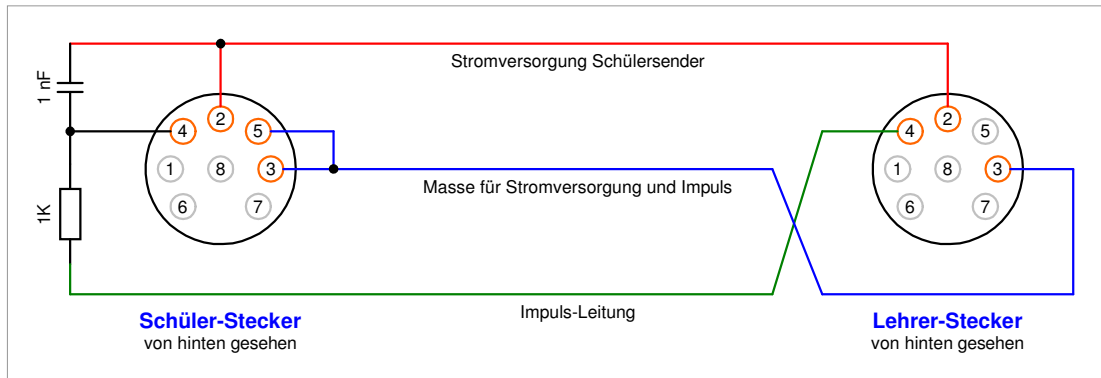 Stromversorgung Schülersender
1 nF
2
2
4
5
4
5
1
8
3
Masse für Stromversorgung und Impuls
1
8
3
1K
6
7
6
7
Impuls-Leitung
Schüler-Stecker
von hinten gesehen
Lehrer-Stecker
von hinten gesehen